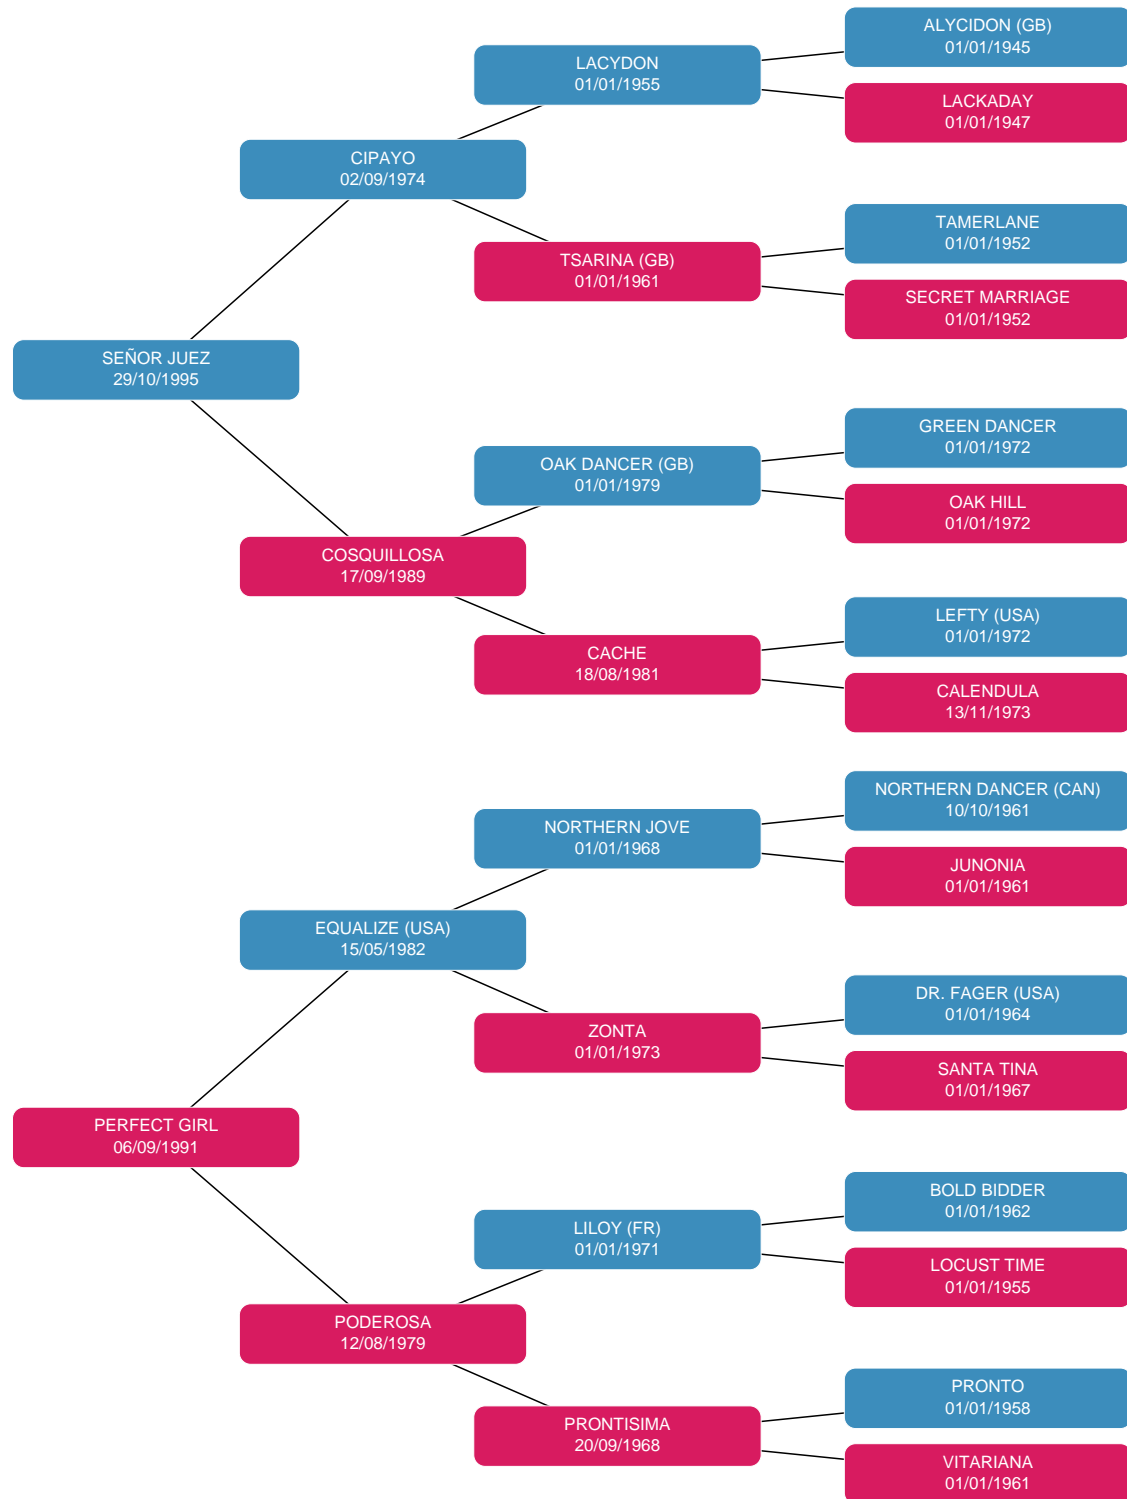 ALYCIDON (GB)
01/01/1945
LACYDON
01/01/1955
LACKADAY
01/01/1947
CIPAYO
02/09/1974
TAMERLANE
01/01/1952
TSARINA (GB)
01/01/1961
SECRET MARRIAGE
01/01/1952
SEÑOR JUEZ
29/10/1995
GREEN DANCER
01/01/1972
OAK DANCER (GB)
01/01/1979
OAK HILL
01/01/1972
COSQUILLOSA
17/09/1989
LEFTY (USA)
01/01/1972
CACHE
18/08/1981
CALENDULA
13/11/1973
NORTHERN DANCER (CAN)
10/10/1961
NORTHERN JOVE
01/01/1968
JUNONIA
01/01/1961
EQUALIZE (USA)
15/05/1982
DR. FAGER (USA)
01/01/1964
ZONTA
01/01/1973
SANTA TINA
01/01/1967
PERFECT GIRL
06/09/1991
BOLD BIDDER
01/01/1962
LILOY (FR)
01/01/1971
LOCUST TIME
01/01/1955
PODEROSA
12/08/1979
PRONTO
01/01/1958
PRONTISIMA
20/09/1968
VITARIANA
01/01/1961